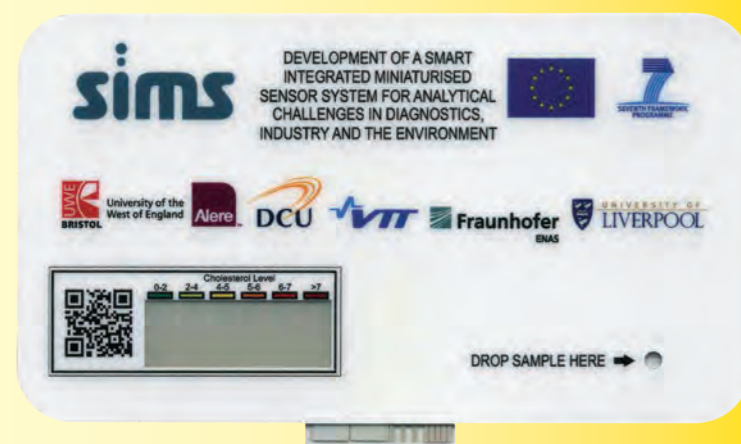 sims
DEVELOPMENT OF A SMART
INTEGRATED MINIATURISED
SENSOR SYSTEM FOR ANALYTICAL
CHALLENGES IN DIAGNOSTICS,
INDUSTRY AND THE ENVIRONMENT
7
SEVENTH FRAMEWORK
PROGRAMME
UWE
BRISTOL
University of the
West of England
Alere
DCU
VTT
Fraunhofer
ENAS
UNIVERSITY OF
LIVERPOOL
Cholesterol Level
0-2 2-4 4-5 5-6 6-7 >7
DROP SAMPLE HERE